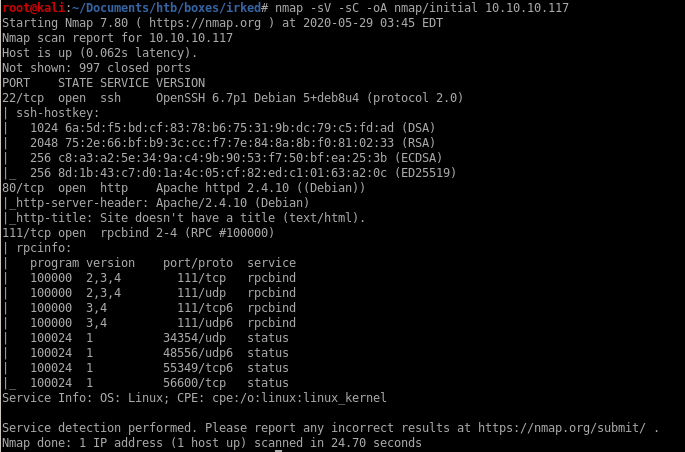 root@kali:~/Documents/htb/boxes/irked# nmap -sV -sC -oA nmap/initial 10.10.10.117
Starting Nmap 7.80 ( https://nmap.org ) at 2020-05-29 03:45 EDT
Nmap scan report for 10.10.10.117
Host is up (0.062s latency).
Not shown: 997 closed ports
PORT    STATE SERVICE VERSION
22/tcp  open  ssh     OpenSSH 6.7p1 Debian 5+deb8u4 (protocol 2.0)
| ssh-hostkey:
|   1024 6a:5d:f5:bd:cf:83:78:b6:75:31:9b:dc:79:c5:fd:ad (DSA)
|   2048 75:2e:66:bf:b9:3c:cc:f7:7e:84:8a:8b:f0:81:02:33 (RSA)
|   256 c8:a3:a2:5e:34:9a:c4:9b:90:53:f7:50:bf:ea:25:3b (ECDSA)
|_  256 8d:1b:43:c7:d0:1a:4c:05:cf:82:ed:c1:01:63:a2:0c (ED25519)
80/tcp  open  http    Apache httpd 2.4.10 ((Debian))
|_http-server-header: Apache/2.4.10 (Debian)
|_http-title: Site doesn't have a title (text/html).
111/tcp open  rpcbind 2-4 (RPC #100000)
| rpcinfo:
|   program version    port/proto  service
|   100000  2,3,4        111/tcp   rpcbind
|   100000  2,3,4        111/udp   rpcbind
|   100000  3,4          111/tcp6  rpcbind
|   100000  3,4          111/udp6  rpcbind
|   100024  1          34354/udp   status
|   100024  1          48556/udp6  status
|   100024  1          55349/tcp6  status
|_  100024  1          56600/tcp   status
Service Info: OS: Linux; CPE: cpe:/o:linux:linux_kernel

Service detection performed. Please report any incorrect results at https://nmap.org/submit/ .
Nmap done: 1 IP address (1 host up) scanned in 24.70 seconds